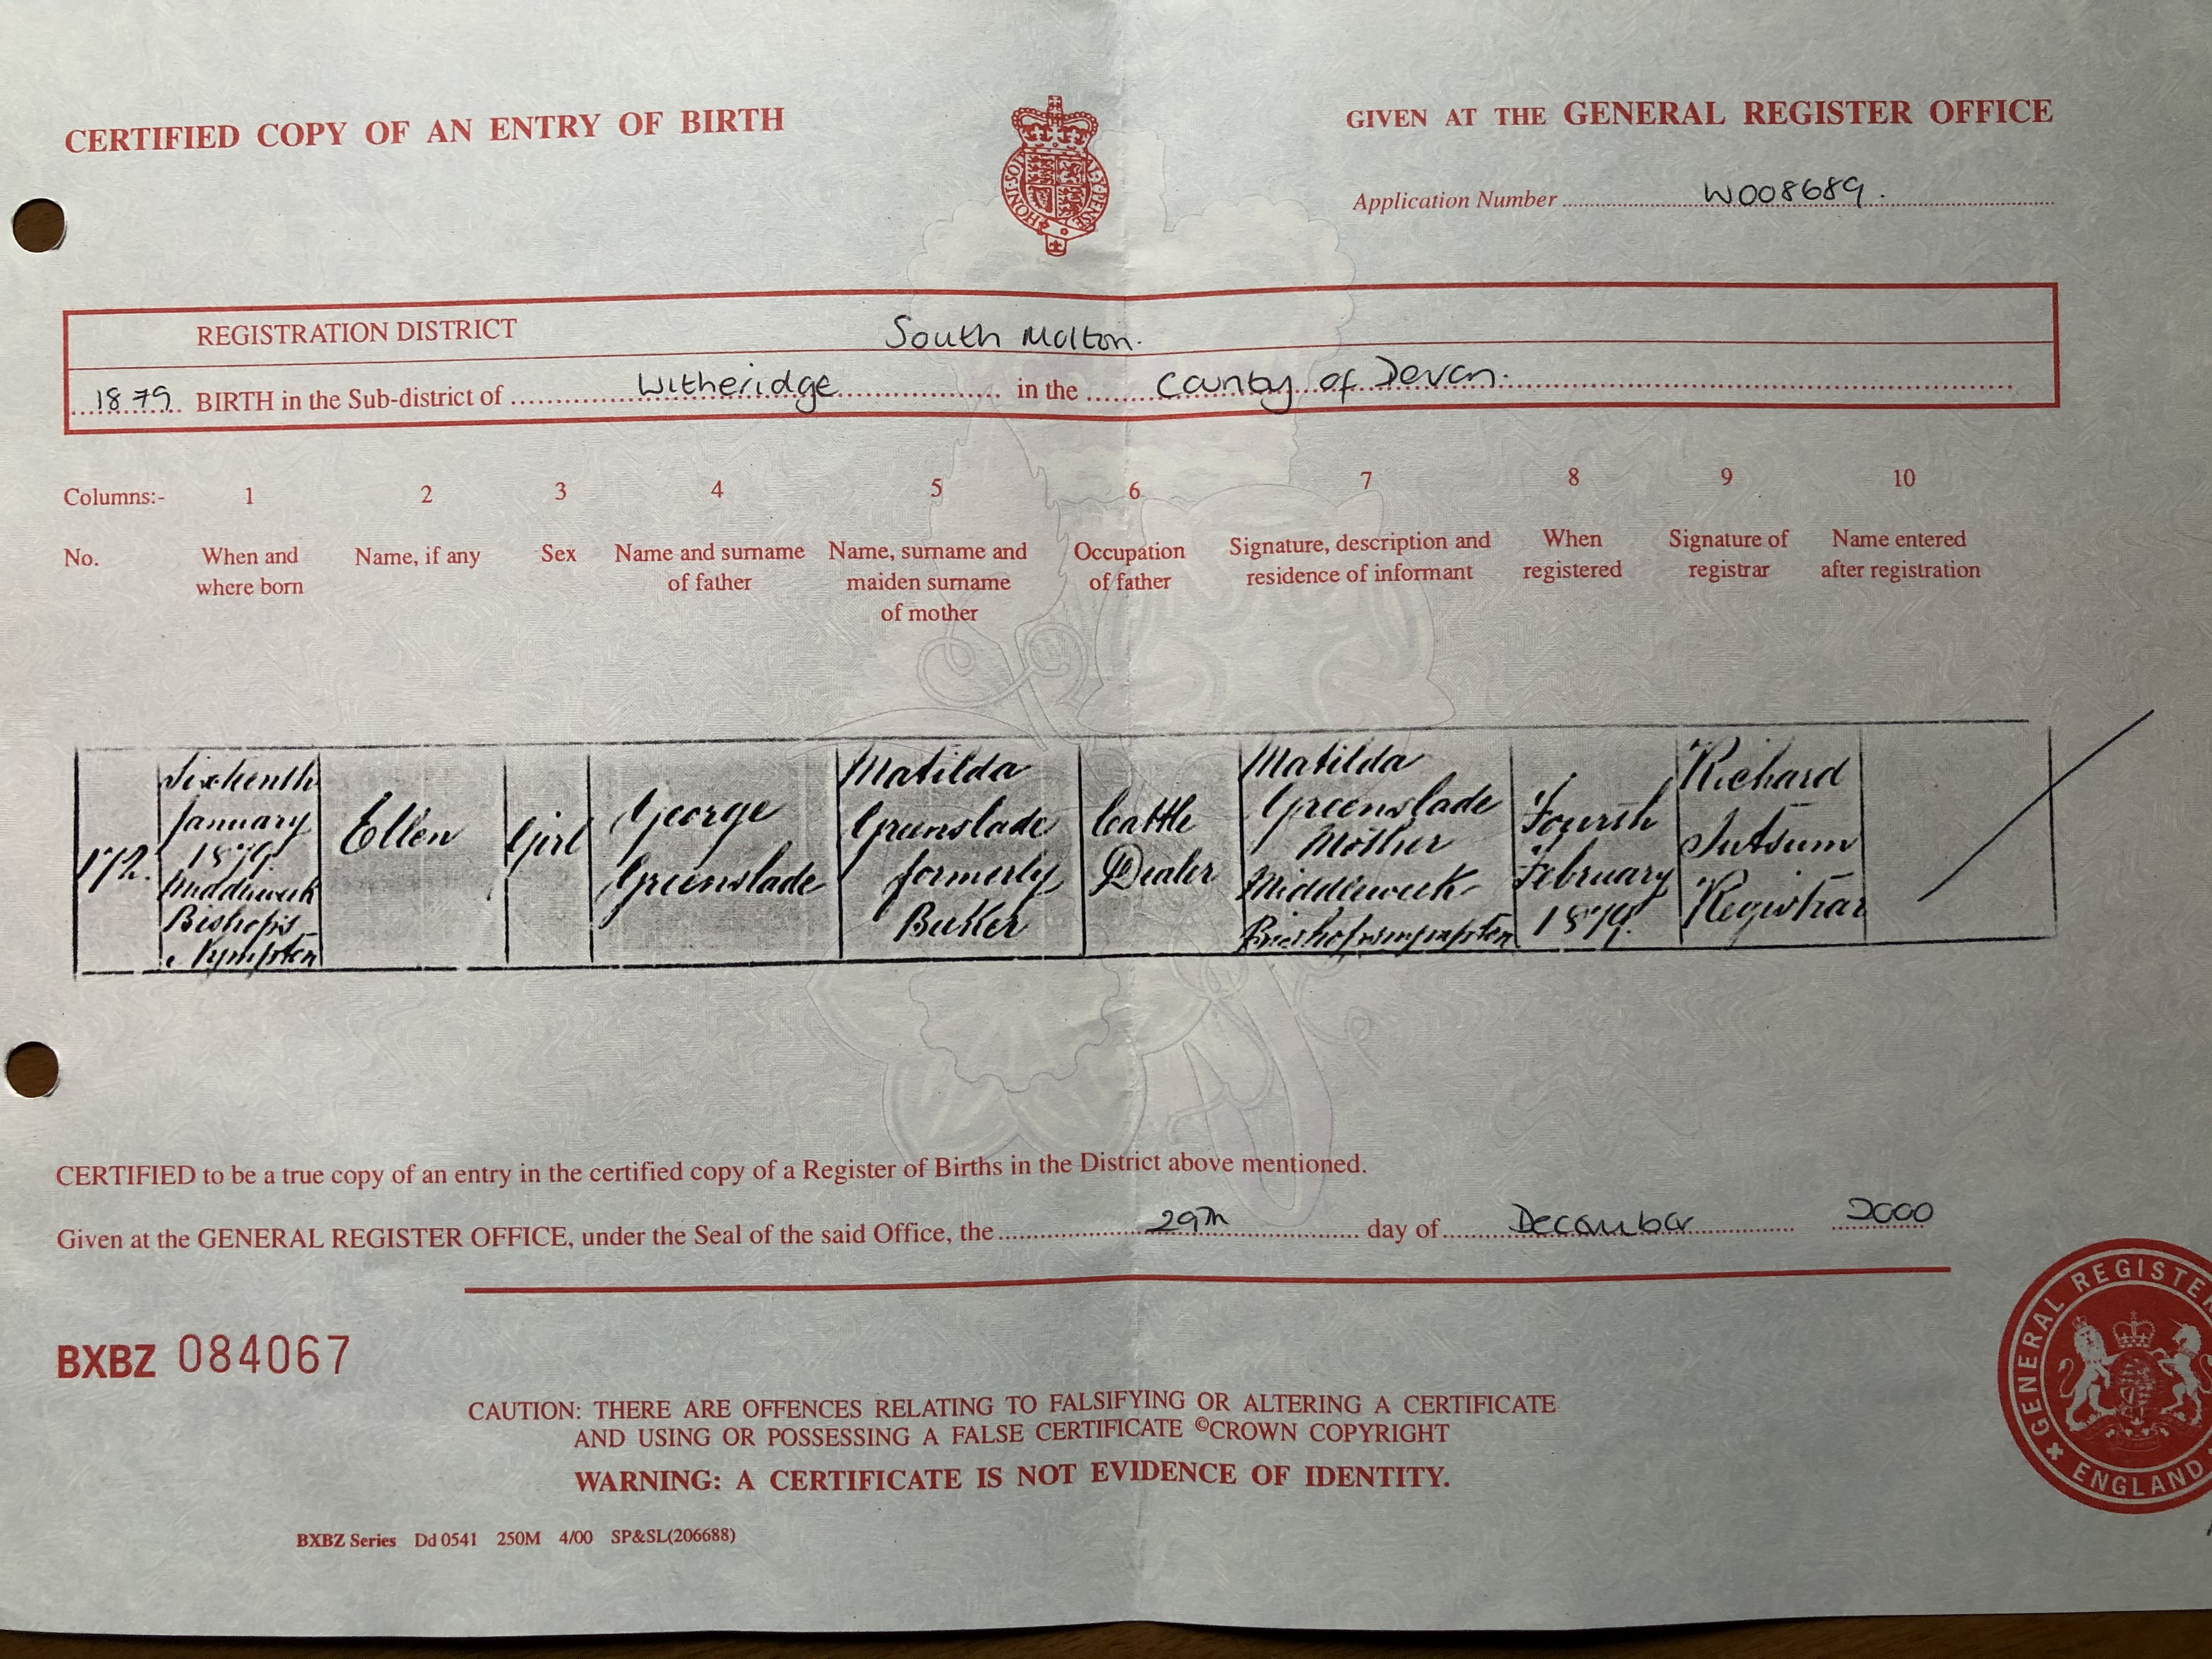 CERTIFIED COPY OF AN ENTRY OF BIRTH
GIVEN AT THE GENERAL REGISTER OFFICE
HONI·SOI AL·Y·PENSE
Application Number W008689.
REGISTRATION DISTRICT South Molton.
1879. BIRTH in the Sub-district of Witheridge in the County of Devon.
Columns:- 1 2 3 4 5 6 7 8 9 10
No.
When and
where born
Name, if any
Sex
Name and surname
of father
Name, surname and
maiden surname
of mother
Occupation
of father
Signature, description and
residence of informant
When
registered
Signature of
registrar
Name entered
after registration
172.
Sixteenth
January
1879
Middleweek
Bishops
Nympton
Ellen
Girl
George
Greenslade
Matilda
Greenslade
formerly
Cattle
Dealer
Matilda
Greenslade
Mother
Middleweek
Bishopsnympton
Fourth
February
1879.
Richard
Registrar
CERTIFIED to be a true copy of an entry in the certified copy of a Register of Births in the District above mentioned.
Given at the GENERAL REGISTER OFFICE, under the Seal of the said Office, the 29th day of December 2000
BXBZ 084067
CAUTION: THERE ARE OFFENCES RELATING TO FALSIFYING OR ALTERING A CERTIFICATE
AND USING OR POSSESSING A FALSE CERTIFICATE ©CROWN COPYRIGHT
WARNING: A CERTIFICATE IS NOT EVIDENCE OF IDENTITY.
BXBZ Series Dd 0541 250M 4/00 SP&SL(206688)
GENERAL REGISTE
ENGLAND